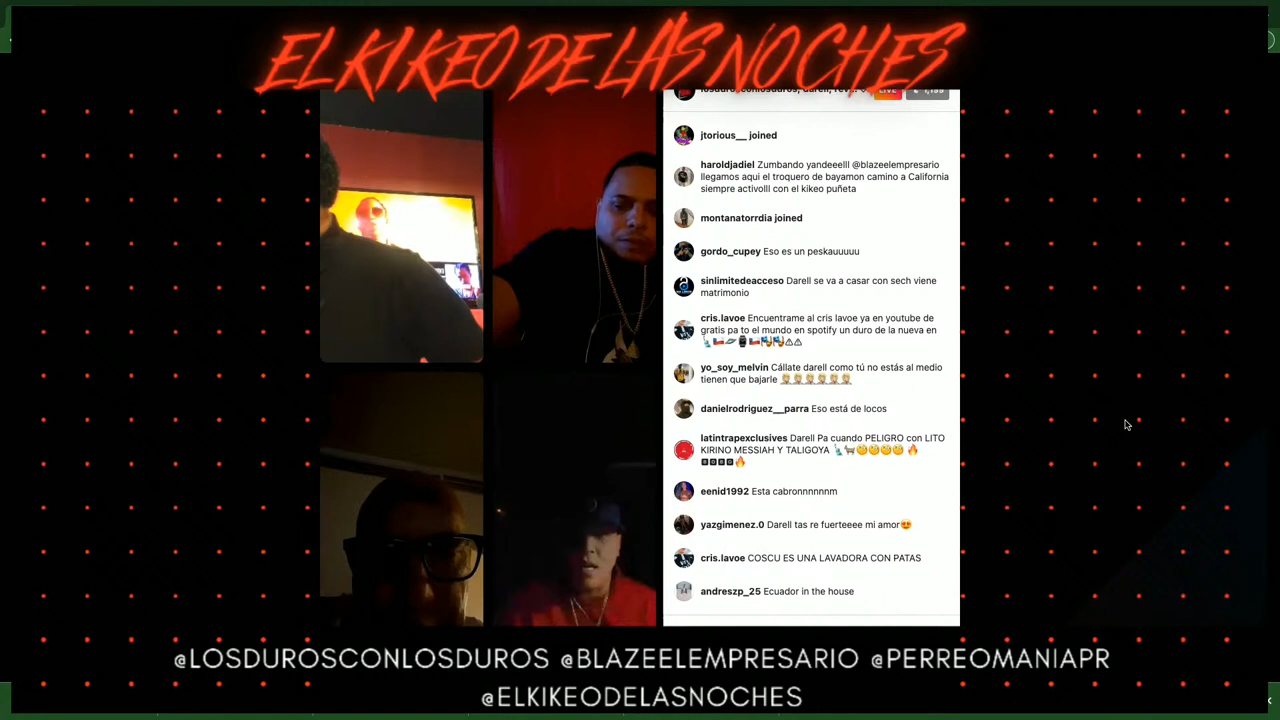 EL KIKEO DE LAS NOCHES
LIVE
1,199
jtorious__ joined
haroldjadiel Zumbando yandeeelll @blazeelempresario
llegamos aqui el troquero de bayamon camino a California
siempre activolll con el kikeo puñeta
montanatorrdia joined
gordo_cupey Eso es un peskauuuuu
sinlimitedeacceso Darell se va a casar con sech viene
matrimonio
cris.lavoe Encuentrame al cris lavoe ya en youtube de
gratis pa to el mundo en spotify un duro de la nueva en
yo_soy_melvin Cállate darell como tú no estás al medio
tienen que bajarle
danielrodriguez__parra Eso está de locos
latintrapexclusives Darell Pa cuando PELIGRO con LITO
KIRINO MESSIAH Y TALIGOYA
eenid1992 Esta cabronnnnnnm
yazgimenez.0 Darell tas re fuerteeee mi amor😍
cris.lavoe COSCU ES UNA LAVADORA CON PATAS
andreszp_25 Ecuador in the house
@LOSDUROSCONLOSDUROS @BLAZEELEMPRESARIO @PERREOMANIAPR
@ELKIKEODELASNOCHES